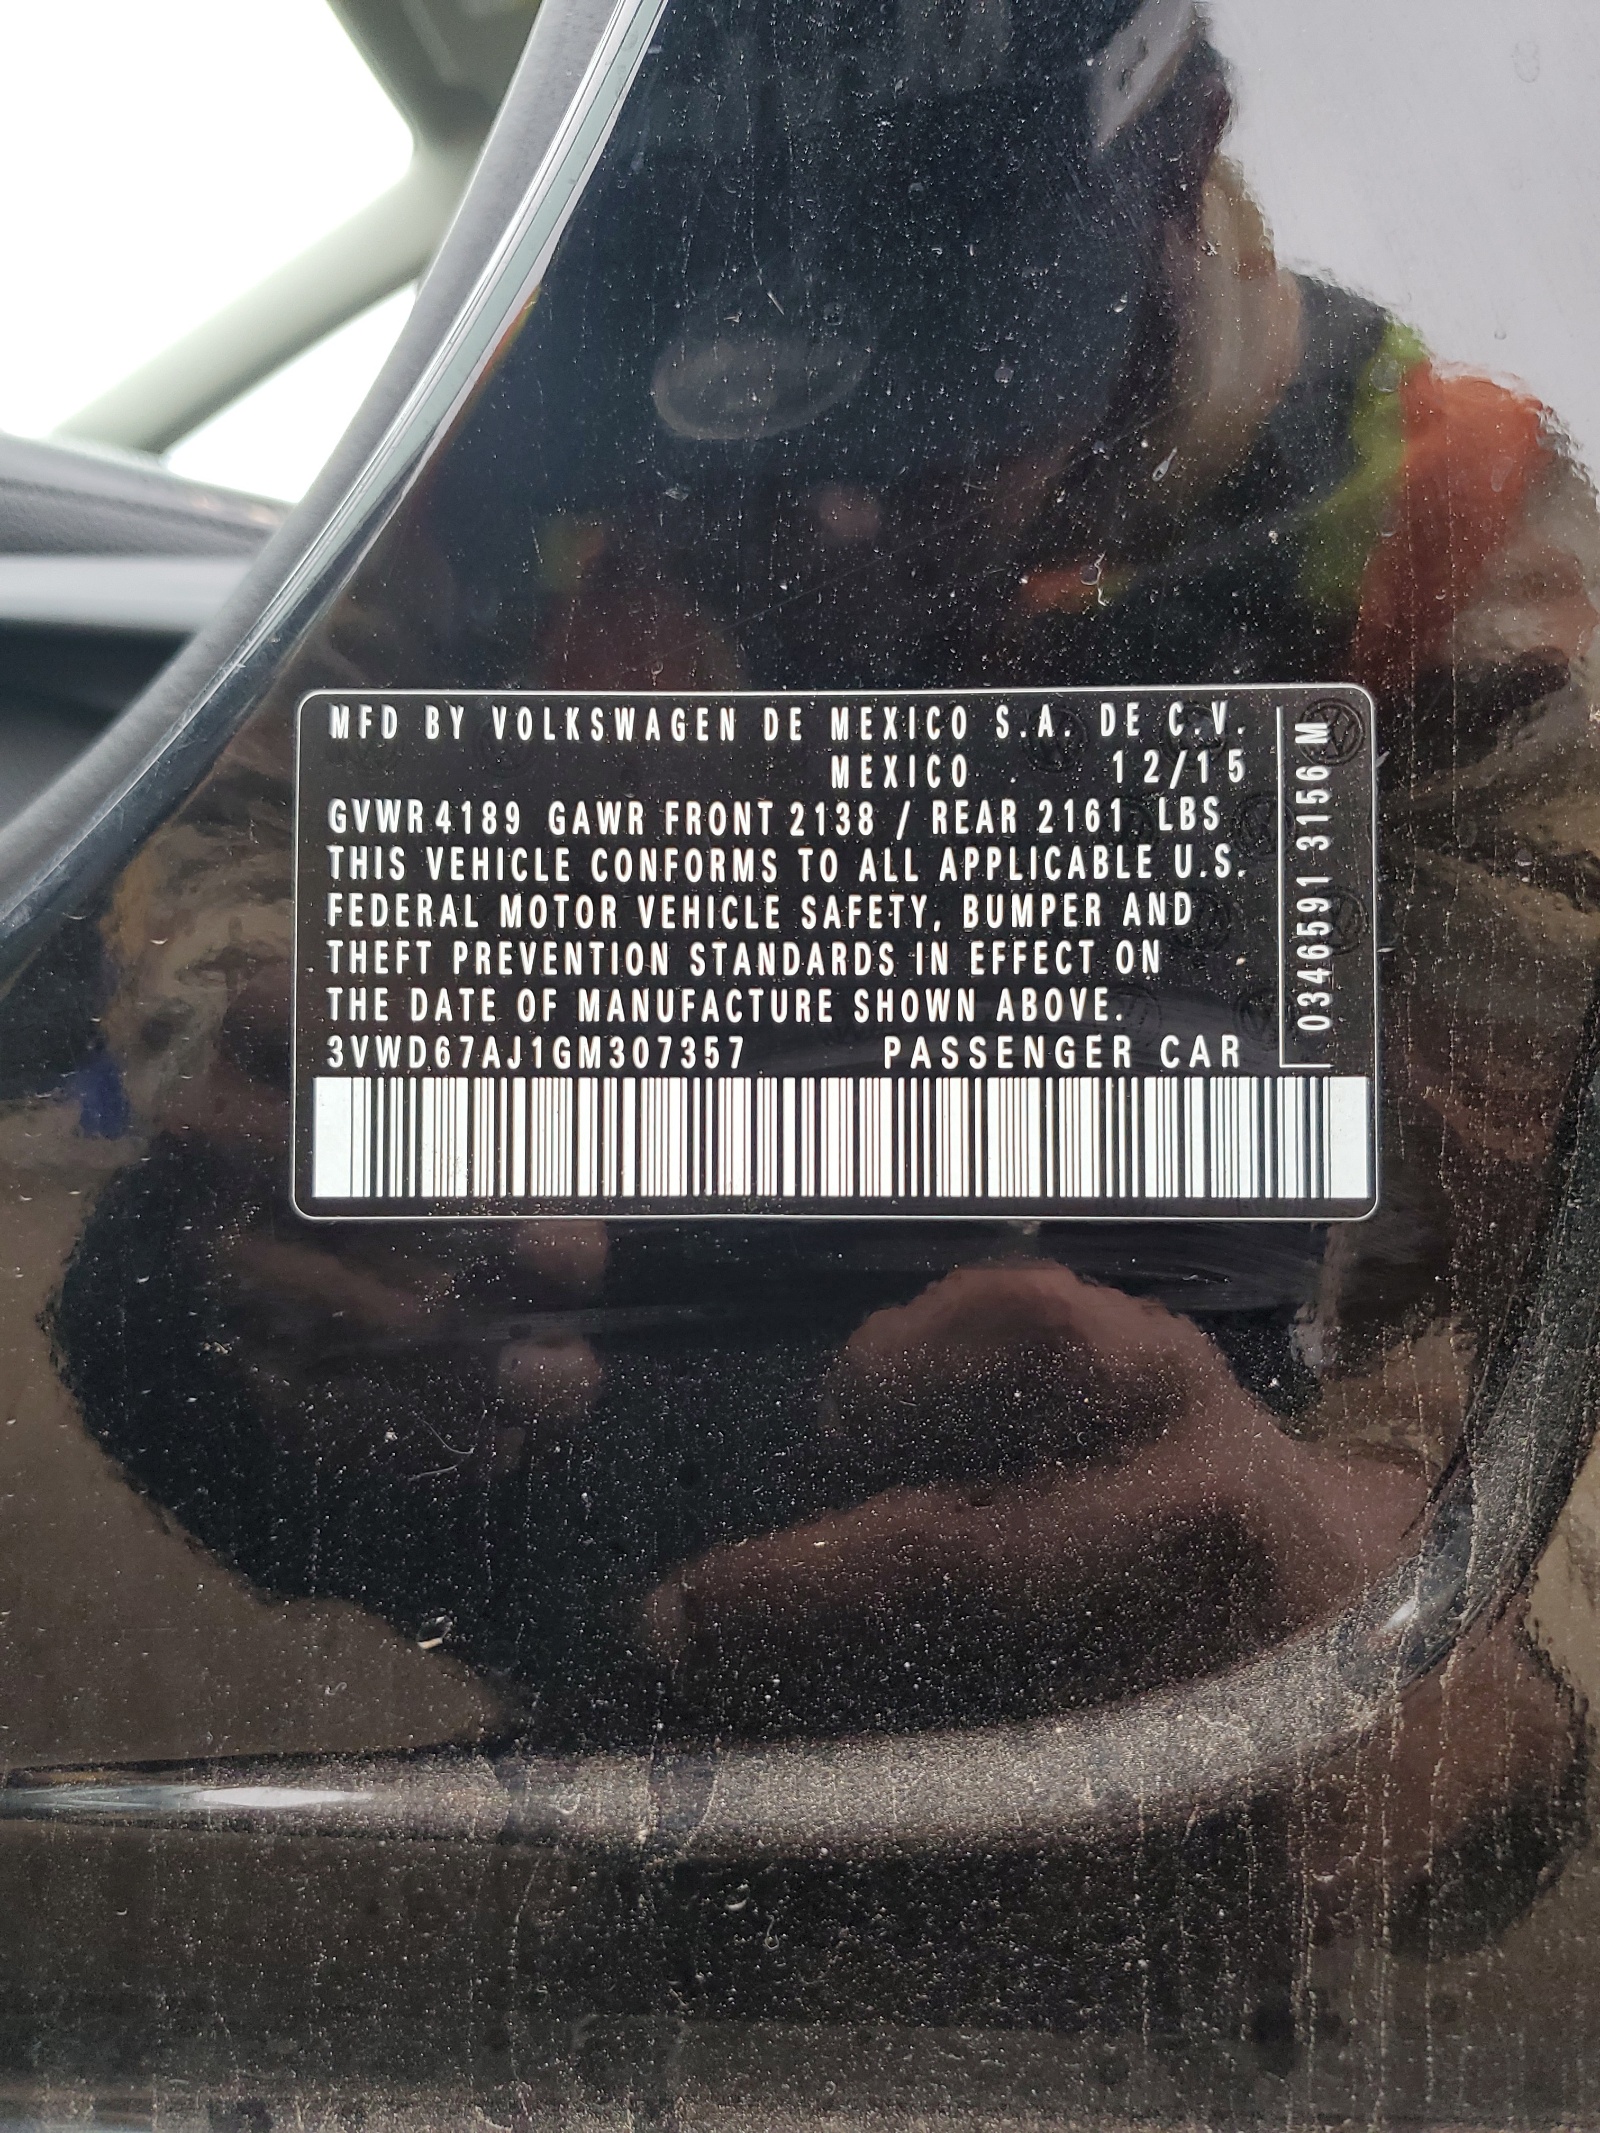 MFD BY VOLKSWAGEN DE MEXICO S.A. DE C.V.
MEXICO . 12/15
GVWR 4189 GAWR FRONT 2138 / REAR 2161 LBS
THIS VEHICLE CONFORMS TO ALL APPLICABLE U.S.
FEDERAL MOTOR VEHICLE SAFETY, BUMPER AND
THEFT PREVENTION STANDARDS IN EFFECT ON
THE DATE OF MANUFACTURE SHOWN ABOVE.
3VWD67AJ1GM307357 PASSENGER CAR
0346591 3156 M